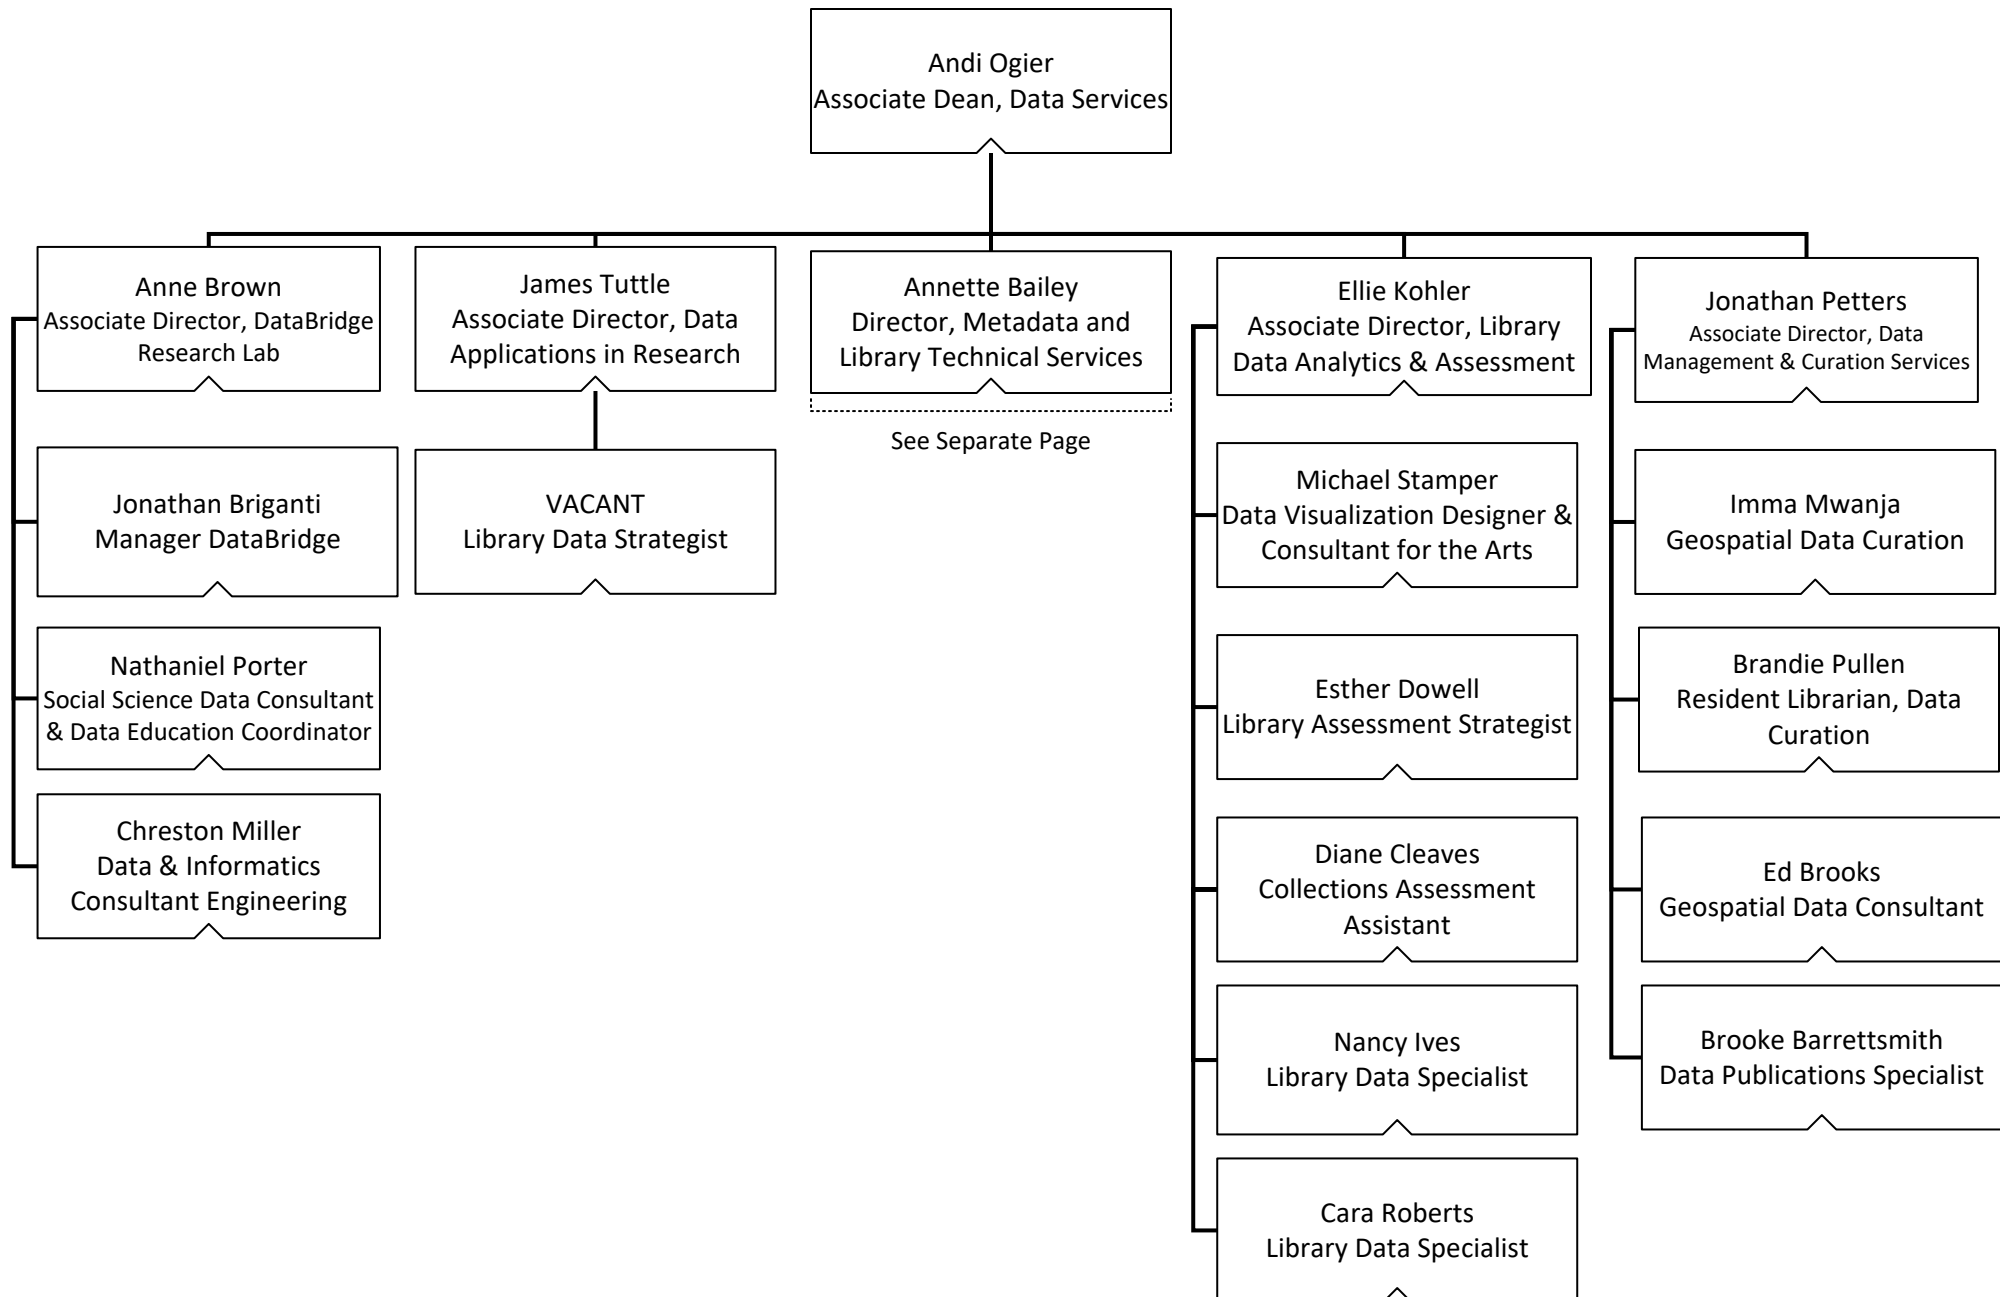 Andi Ogier
Associate Dean, Data Services
Anne Brown
Associate Director, DataBridge
Research Lab
James Tuttle
Associate Director, Data
Applications in Research
Annette Bailey
Director, Metadata and
Library Technical Services
See Separate Page
Ellie Kohler
Associate Director, Library
Data Analytics & Assessment
Jonathan Petters
Associate Director, Data
Management & Curation Services
Jonathan Briganti
Manager DataBridge
Nathaniel Porter
Social Science Data Consultant
& Data Education Coordinator
Chreston Miller
Data & Informatics
Consultant Engineering
VACANT
Library Data Strategist
Michael Stamper
Data Visualization Designer &
Consultant for the Arts
Esther Dowell
Library Assessment Strategist
Diane Cleaves
Collections Assessment
Assistant
Nancy Ives
Library Data Specialist
Cara Roberts
Library Data Specialist
Imma Mwanja
Geospatial Data Curation
Brandie Pullen
Resident Librarian, Data
Curation
Ed Brooks
Geospatial Data Consultant
Brooke Barrettsmith
Data Publications Specialist